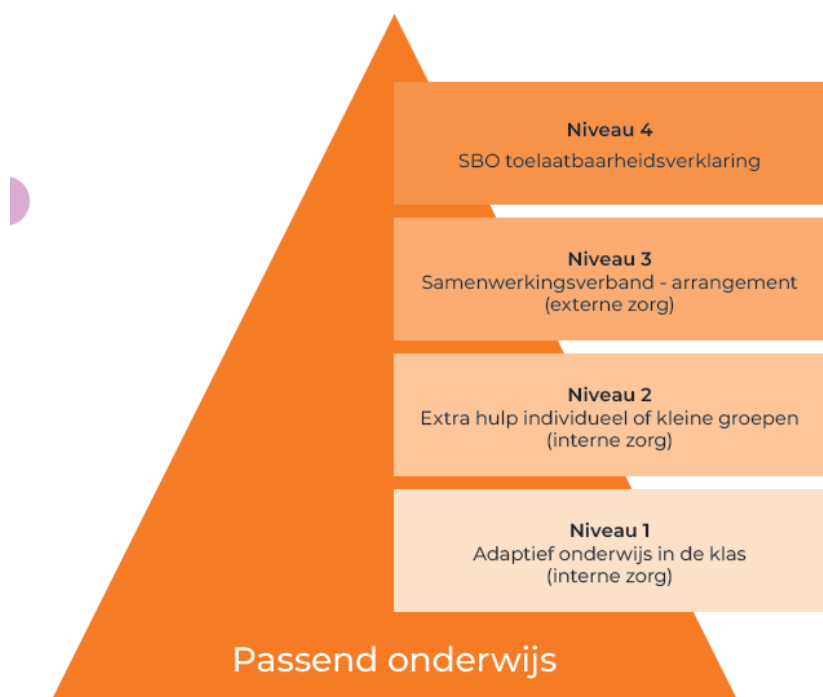 Niveau 4
SBO toelaatbaarheidsverklaring
Niveau 3
Samenwerkingsverband - arrangement
(externe zorg)
Niveau 2
Extra hulp individueel of kleine groepen
(interne zorg)
Niveau 1
Adaptief onderwijs in de klas
(interne zorg)
Passend onderwijs